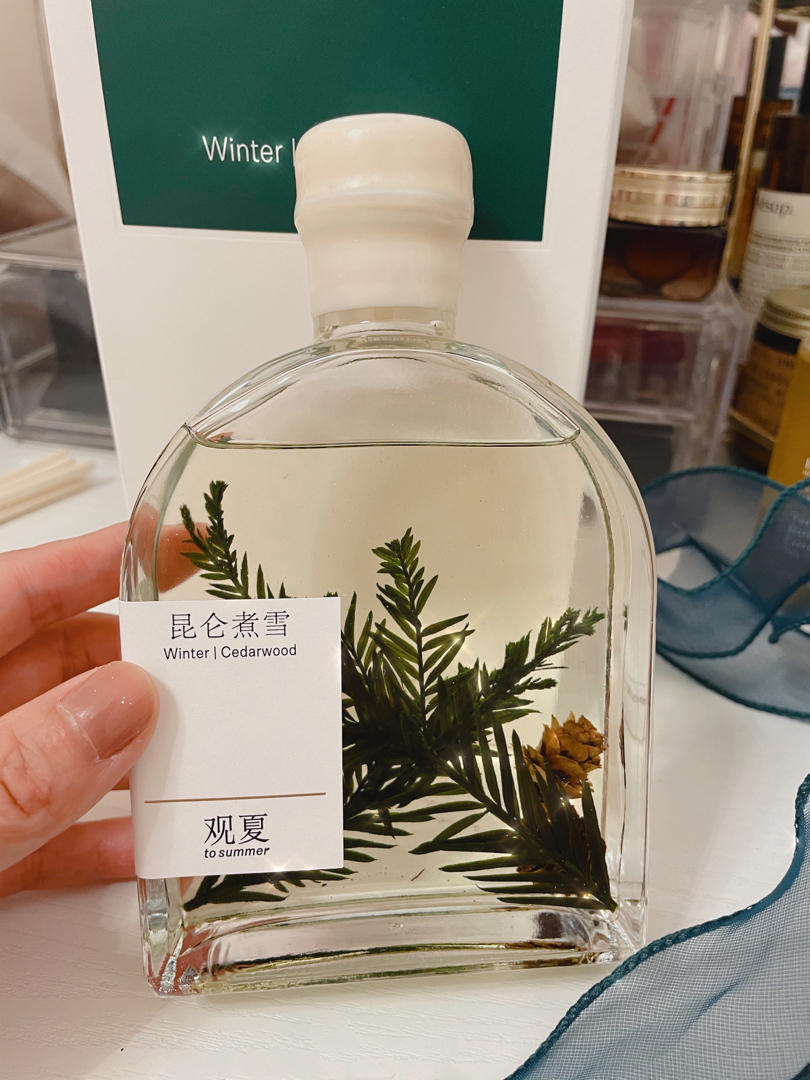 Winter |
昆仑煮雪
Winter | Cedarwood
观夏
to summer